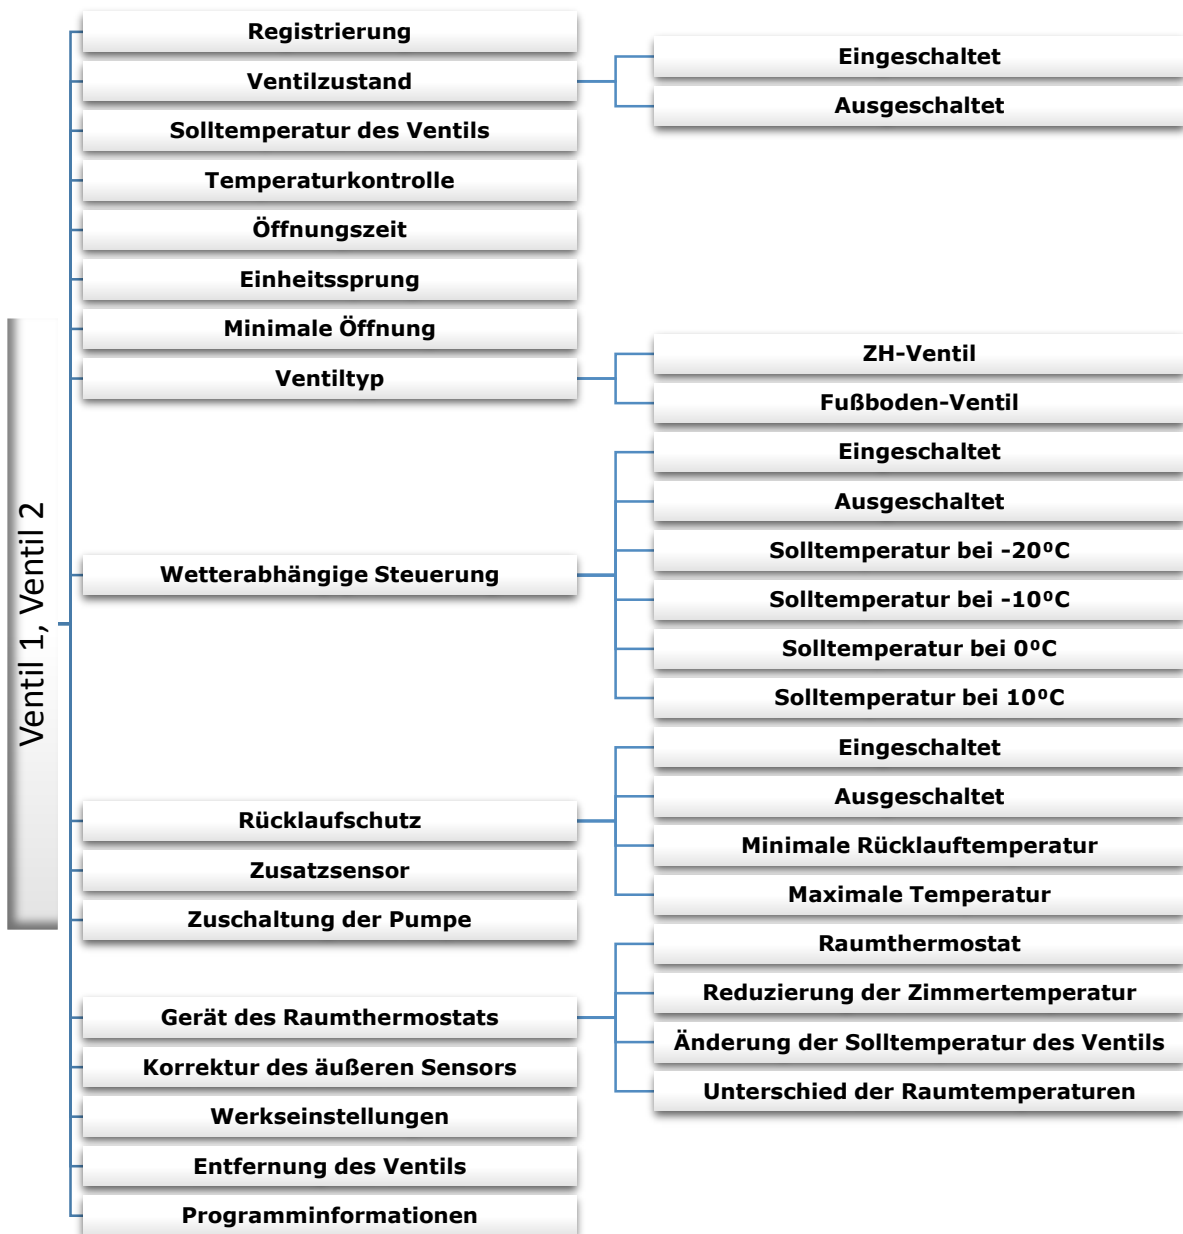 Ventil 1, Ventil 2
Registrierung
Ventilzustand
Eingeschaltet
Ausgeschaltet
Solltemperatur des Ventils
Temperaturkontrolle
Öffnungszeit
Einheitssprung
Minimale Öffnung
Ventiltyp
ZH-Ventil
Fußboden-Ventil
Wetterabhängige Steuerung
Eingeschaltet
Ausgeschaltet
Solltemperatur bei -20ºC
Solltemperatur bei -10ºC
Solltemperatur bei 0ºC
Solltemperatur bei 10ºC
Rücklaufschutz
Eingeschaltet
Ausgeschaltet
Minimale Rücklauftemperatur
Maximale Temperatur
Zusatzsensor
Zuschaltung der Pumpe
Gerät des Raumthermostats
Raumthermostat
Reduzierung der Zimmertemperatur
Änderung der Solltemperatur des Ventils
Unterschied der Raumtemperaturen
Korrektur des äußeren Sensors
Werkseinstellungen
Entfernung des Ventils
Programminformationen